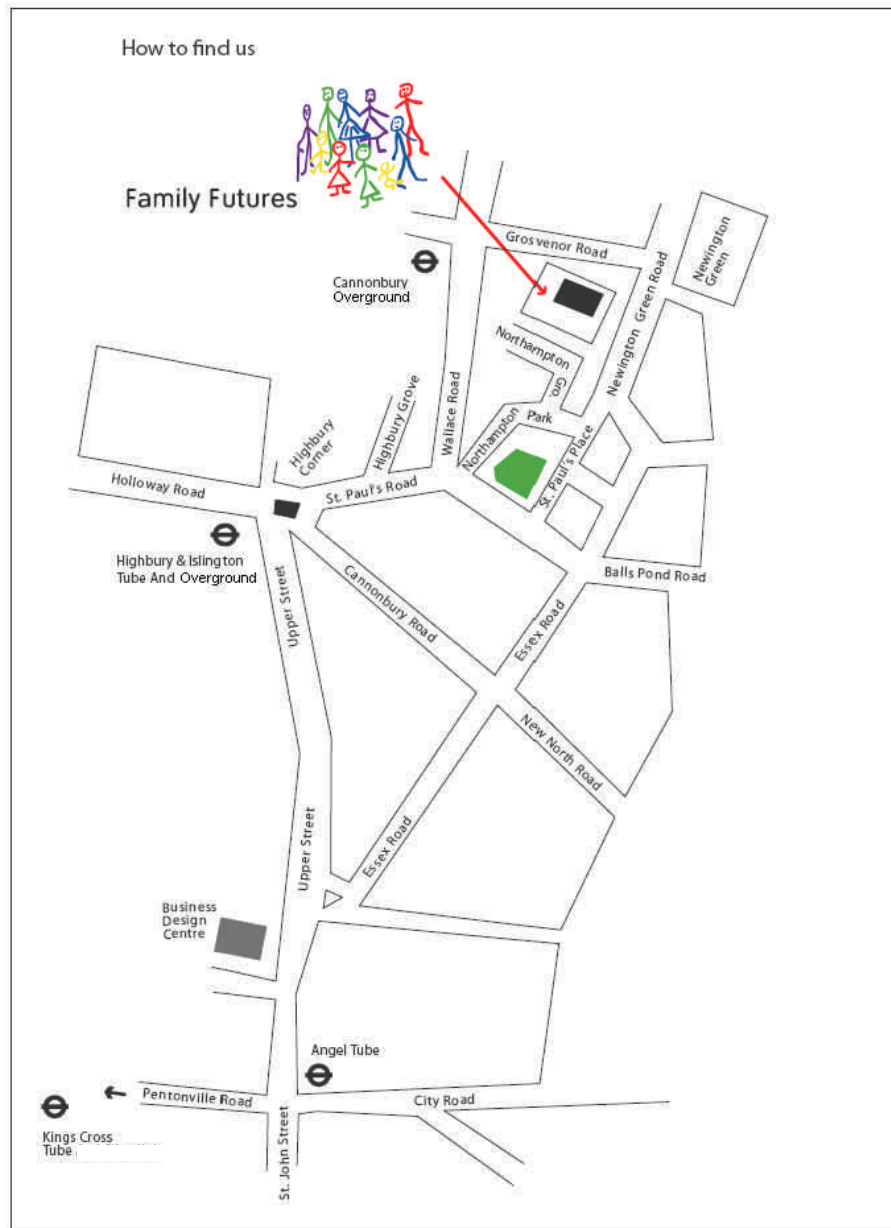 How to find us
Family Futures
Grosvenor Road
Newington
Green
Cannonbury
Overground
Newington Green Road
Northampton
Gro.
Park
Northampton
St. Paul's Place
Wallace Road
Highbury Grove
Highbury
Corner
Holloway Road
St. Paul's Road
Highbury & Islington
Tube And Overground
Balls Pond Road
Cannonbury Road
Upper Street
Essex Road
New North Road
Upper Street
Essex Road
Business
Design
Centre
Angel Tube
Pentonville Road
City Road
Kings Cross
Tube
St. John Street